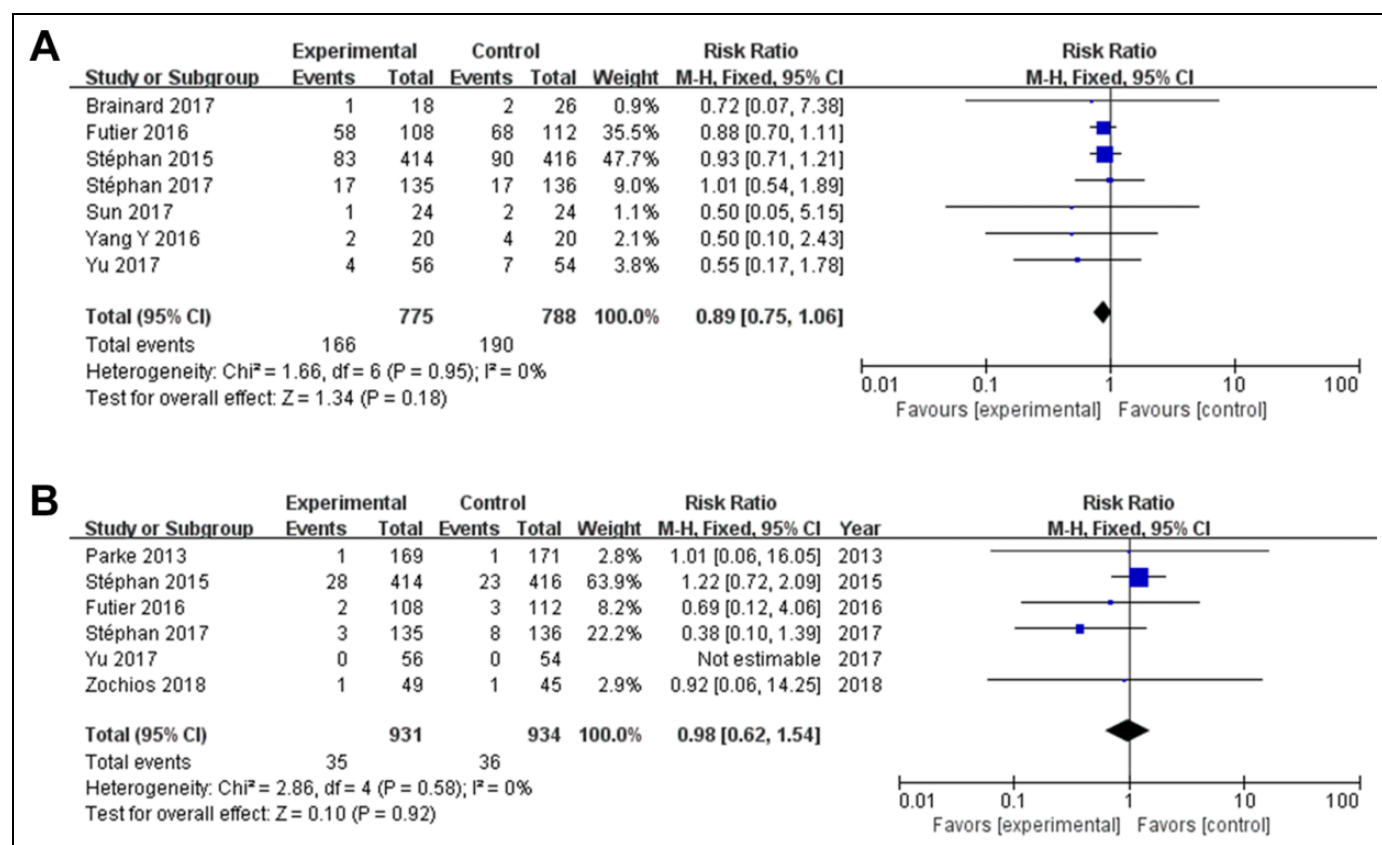 A
Experimental Control Risk Ratio Risk Ratio
Study or Subgroup Events Total Events Total Weight M-H, Fixed, 95% CI M-H, Fixed, 95% CI
Brainard 2017 1 18 2 26 0.9% 0.72 [0.07, 7.38]
Futier 2016 58 108 68 112 35.5% 0.88 [0.70, 1.11]
Stéphan 2015 83 414 90 416 47.7% 0.93 [0.71, 1.21]
Stéphan 2017 17 135 17 136 9.0% 1.01 [0.54, 1.89]
Sun 2017 1 24 2 24 1.1% 0.50 [0.05, 5.15]
Yang Y 2016 2 20 4 20 2.1% 0.50 [0.10, 2.43]
Yu 2017 4 56 7 54 3.8% 0.55 [0.17, 1.78]
Total (95% CI) 775 788 100.0% 0.89 [0.75, 1.06]
Total events 166 190
Heterogeneity: Chi² = 1.66, df = 6 (P = 0.95); I² = 0%
Test for overall effect: Z = 1.34 (P = 0.18)
0.01 0.1 1 10 100
Favours [experimental] Favours [control]
B
Experimental Control Risk Ratio Risk Ratio
Study or Subgroup Events Total Events Total Weight M-H, Fixed, 95% CI Year M-H, Fixed, 95% CI
Parke 2013 1 169 1 171 2.8% 1.01 [0.06, 16.05] 2013
Stéphan 2015 28 414 23 416 63.9% 1.22 [0.72, 2.09] 2015
Futier 2016 2 108 3 112 8.2% 0.69 [0.12, 4.06] 2016
Stéphan 2017 3 135 8 136 22.2% 0.38 [0.10, 1.39] 2017
Yu 2017 0 56 0 54 Not estimable 2017
Zochios 2018 1 49 1 45 2.9% 0.92 [0.06, 14.25] 2018
Total (95% CI) 931 934 100.0% 0.98 [0.62, 1.54]
Total events 35 36
Heterogeneity: Chi² = 2.86, df = 4 (P = 0.58); I² = 0%
Test for overall effect: Z = 0.10 (P = 0.92)
0.01 0.1 1 10 100
Favors [experimental] Favors [control]